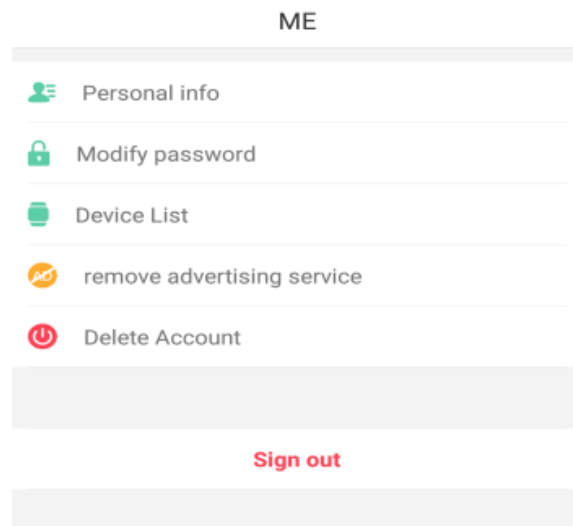 ME
Personal info
Modify password
Device List
AD
remove advertising service
Delete Account
Sign out